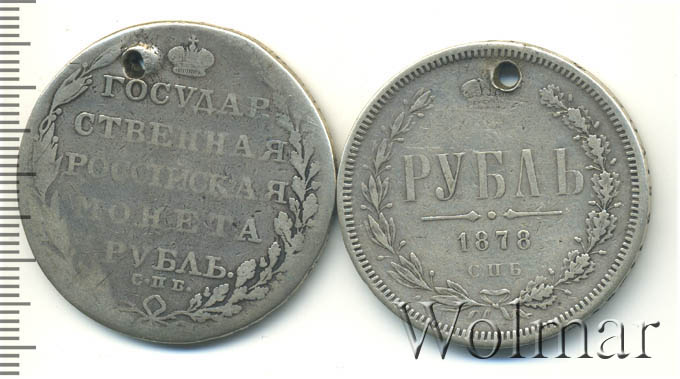 ГОСУДАР
СТВЕННАЯ
РОССІЙСКАЯ
МОНЕТА
РУБЛЬ.
С.П.Б.
РУБЛЬ
1878
СПБ
Wolmar